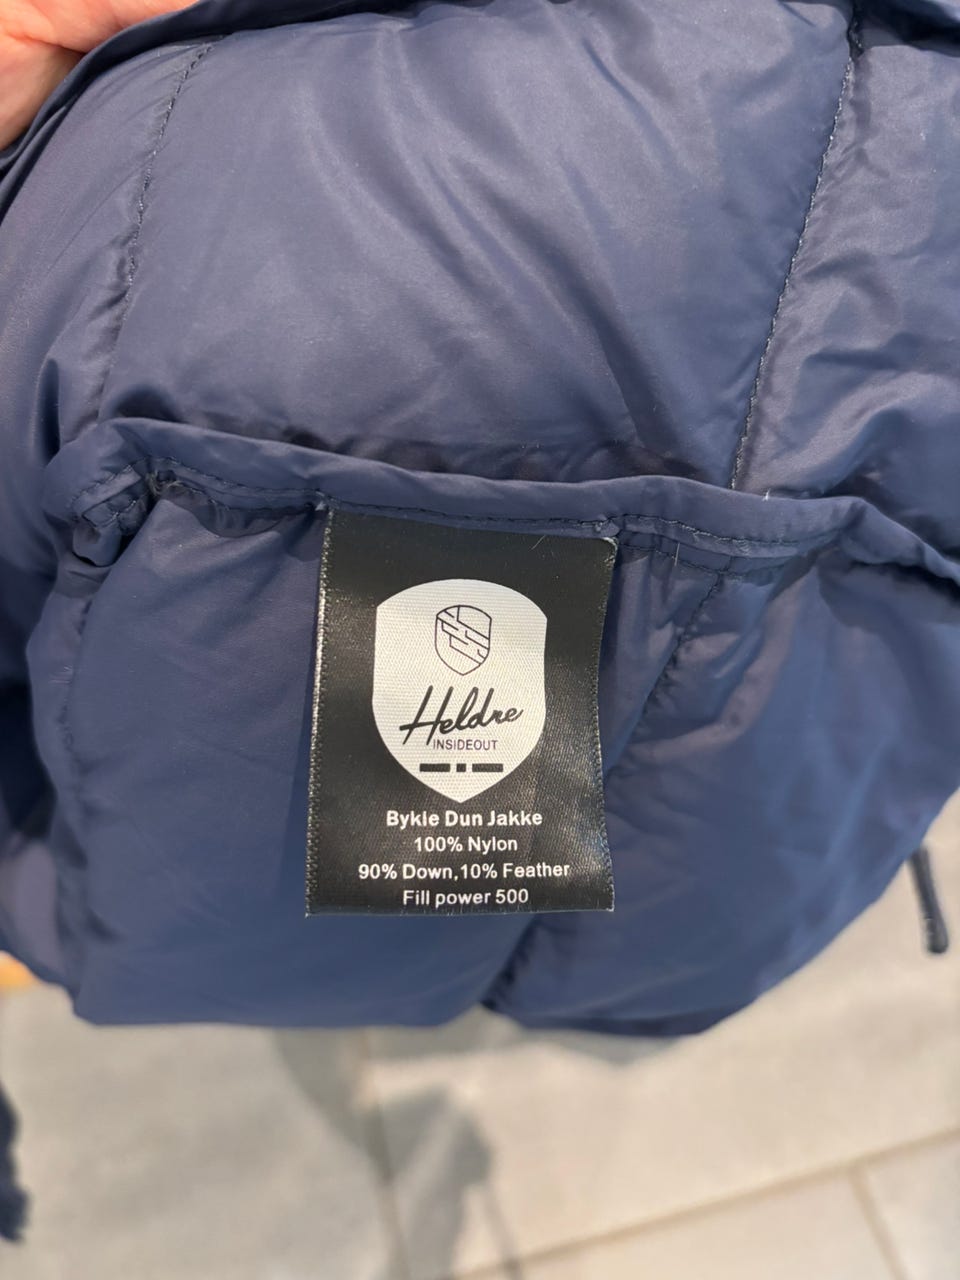 Heldre
INSIDEOUT
Bykle Dun Jakke
100% Nylon
90% Down,10% Feather
Fill power 500